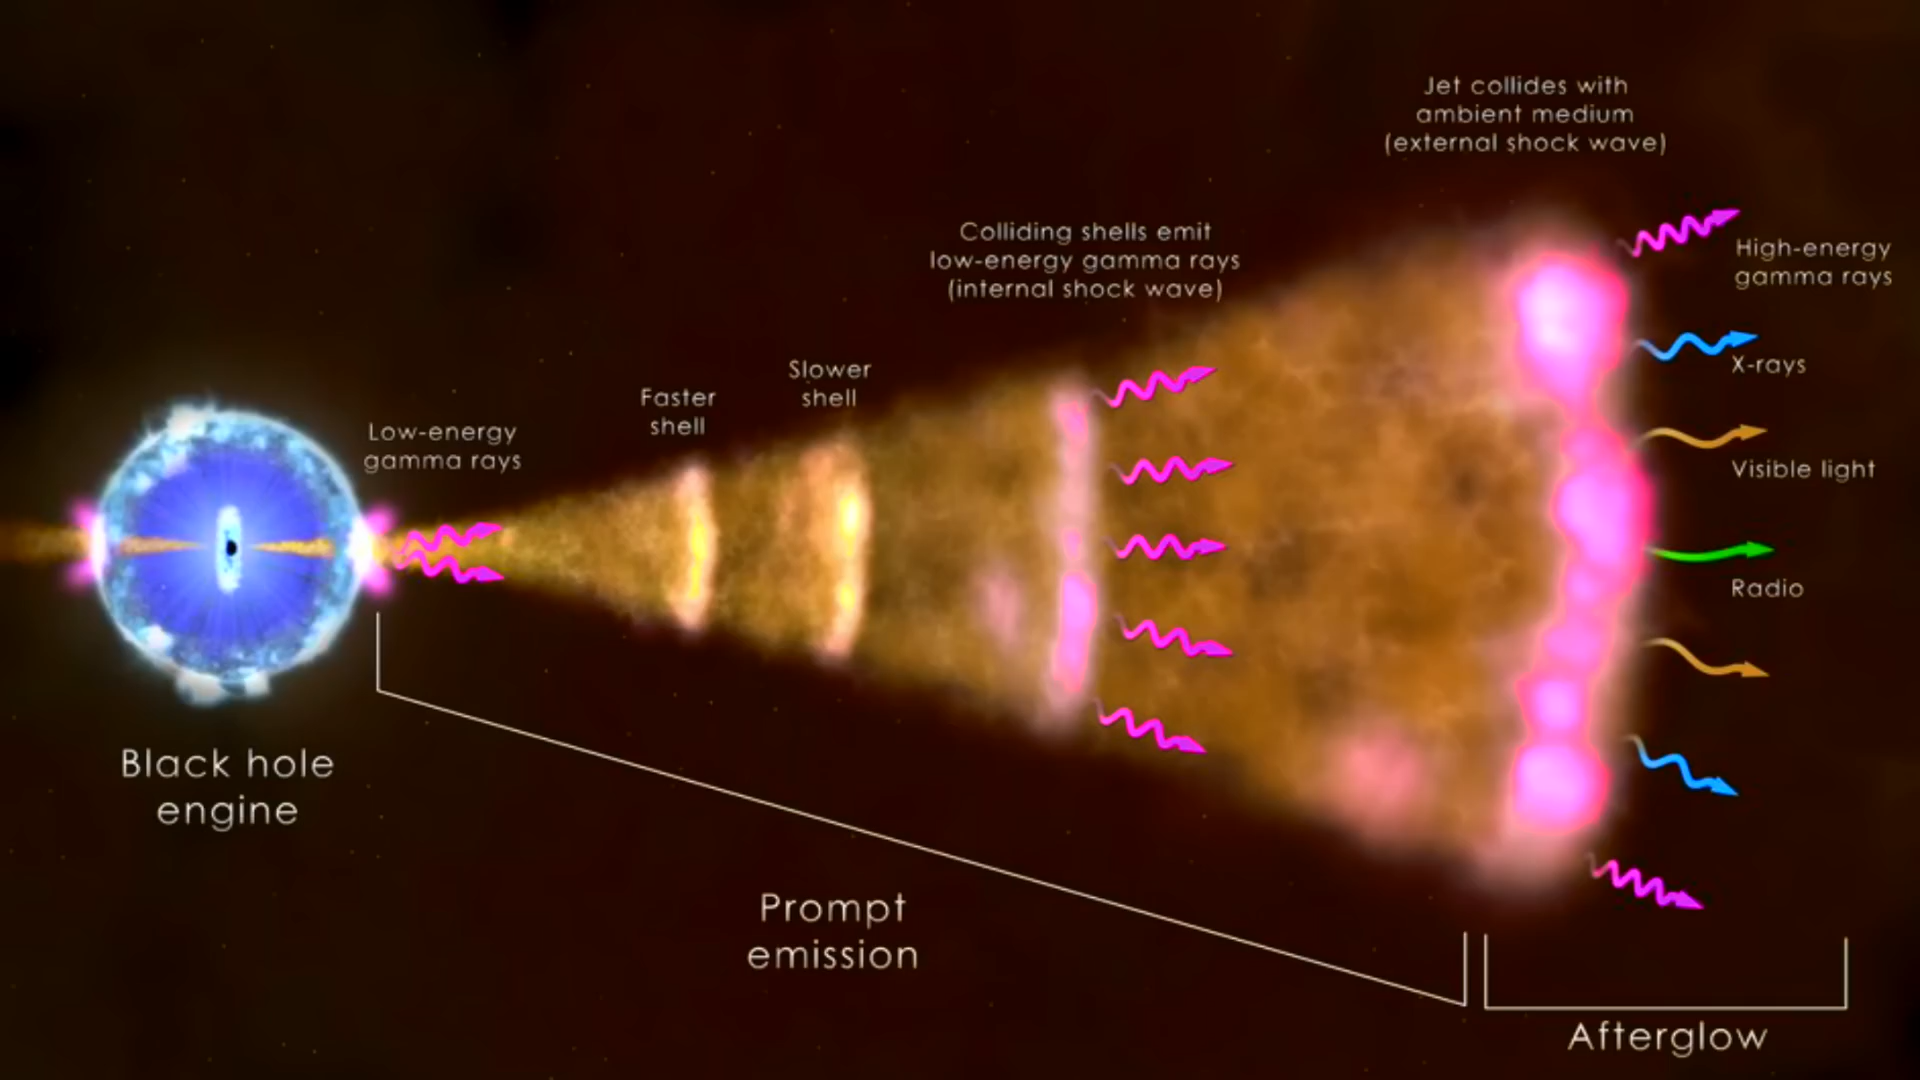 Jet collides with
ambient medium
(external shock wave)
Colliding shells emit
low-energy gamma rays
(internal shock wave)
High-energy
gamma rays
X-rays
Slower
shell
Faster
shell
Low-energy
gamma rays
Visible light
Radio
Black hole
engine
Prompt
emission
Afterglow